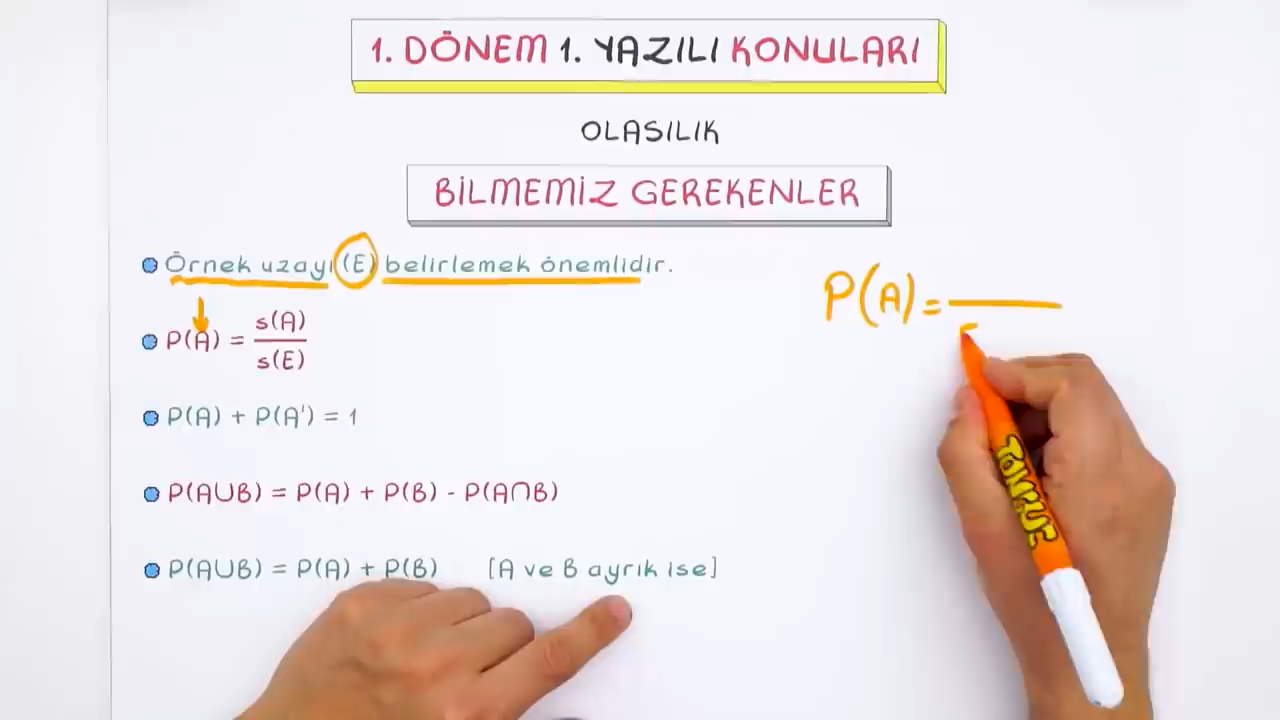 1. DÖNEM 1. YAZILI KONULARI
OLASILIK
BİLMEMİZ GEREKENLER
Örnek uzayı (E) belirlemek önemlidir.
P(A) = s(A)/s(E)
P(A) + P(A') = 1
P(A∪B) = P(A) + P(B) - P(A∩B)
P(A∪B) = P(A) + P(B) [A ve B ayrık ise]
P(A) =